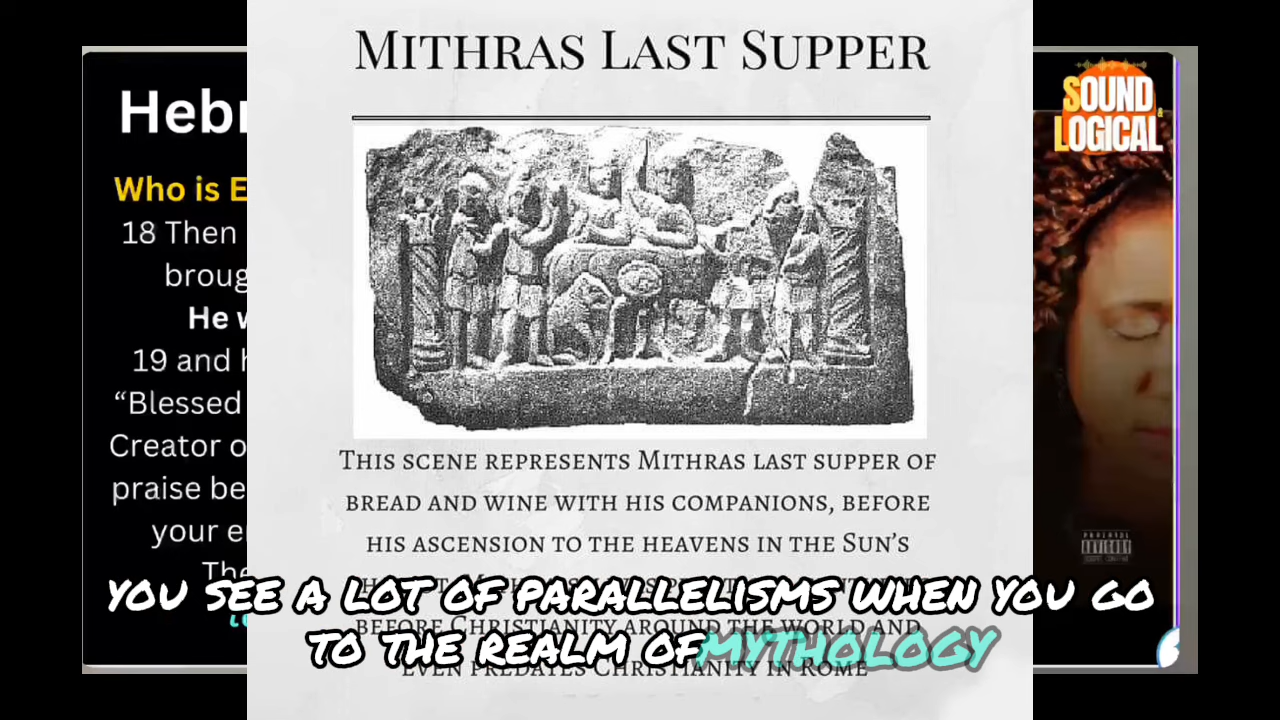 MITHRAS LAST SUPPER
Hebr
Who is E
18 Then
broug
He w
19 and h
“Blessed
Creator o
praise be
your e
The
SOUND &
LOGICAL
PARENTAL
ADVISORY
THIS SCENE REPRESENTS MITHRAS LAST SUPPER OF
BREAD AND WINE WITH HIS COMPANIONS, BEFORE
HIS ASCENSION TO THE HEAVENS IN THE SUN’S
BEFORE CHRISTIANITY AROUND THE WORLD AND
EVEN PREDATES CHRISTIANITY IN ROME
YOU SEE A LOT OF PARALLELISMS WHEN YOU GO
TO THE REALM OF MYTHOLOGY